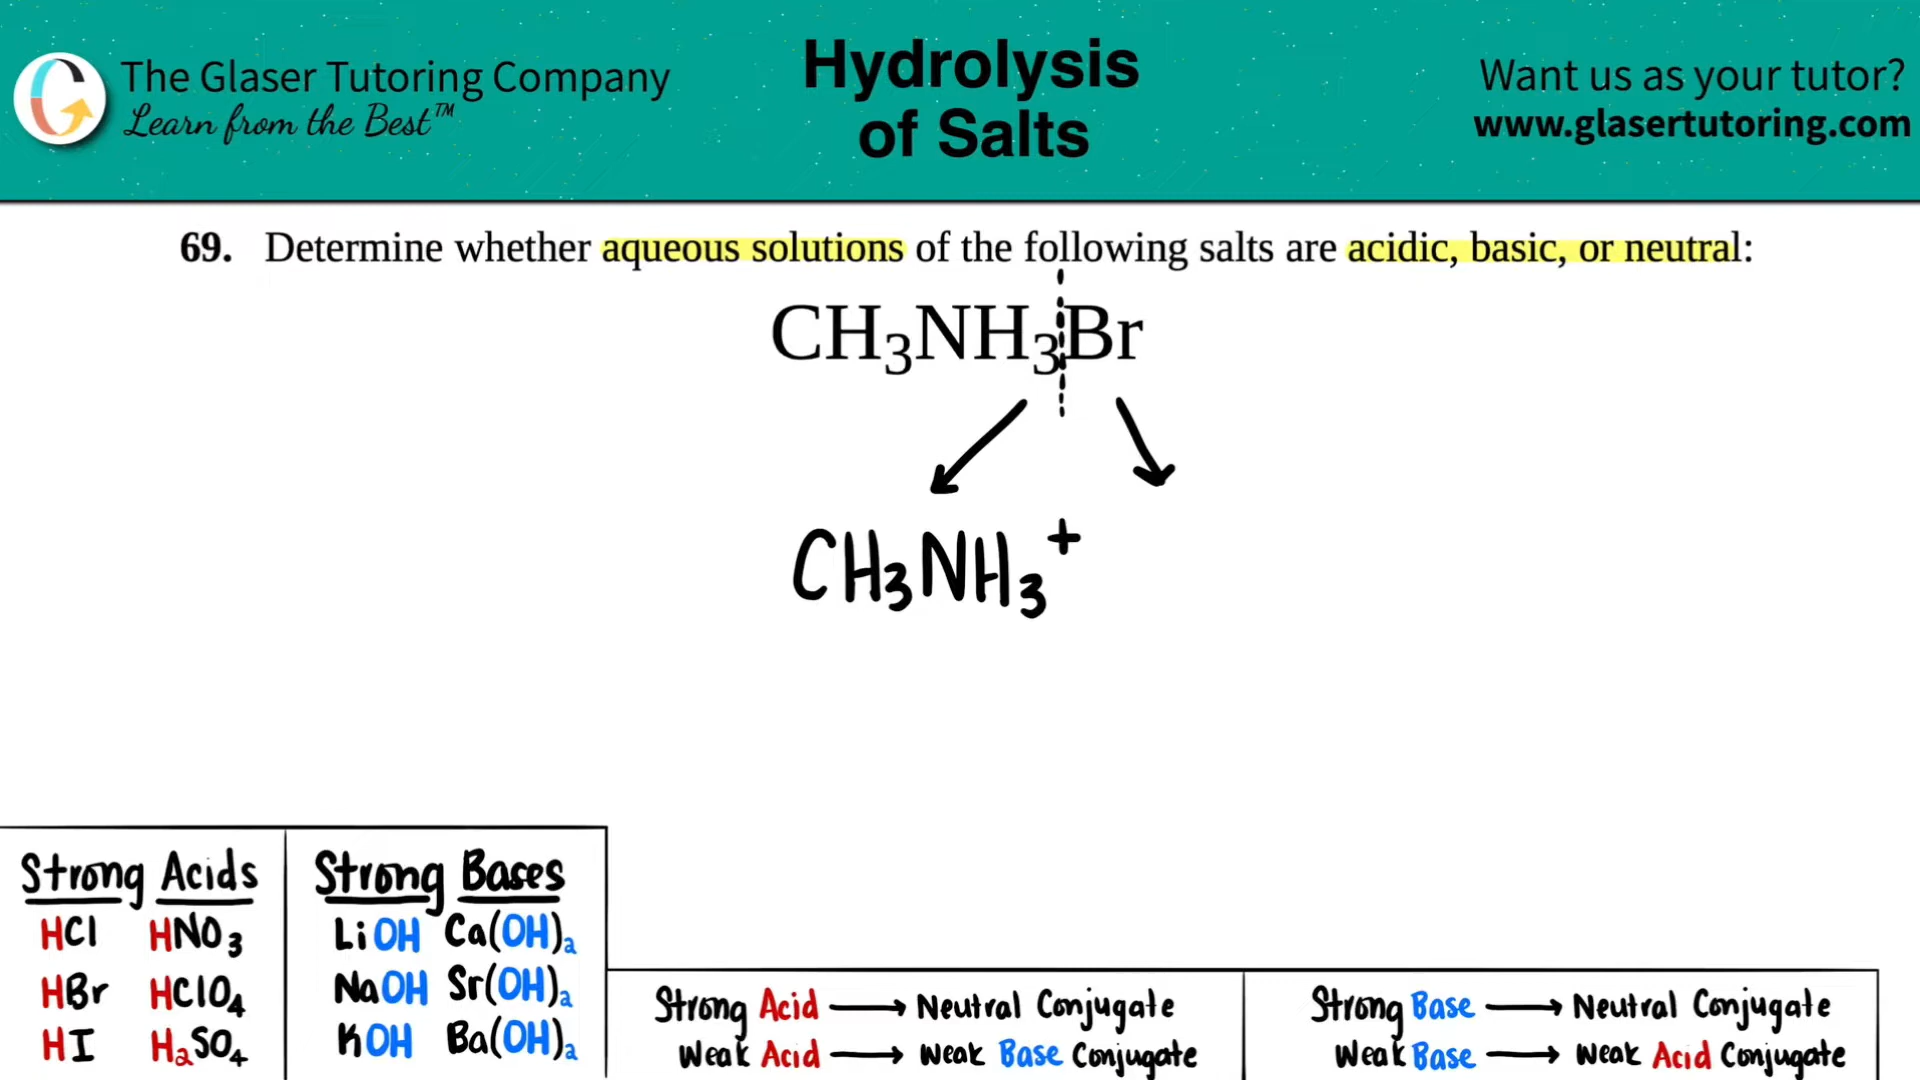 The Glaser Tutoring Company
Learn from the Best™
Hydrolysis
of Salts
Want us as your tutor?
www.glasertutoring.com
69. Determine whether aqueous solutions of the following salts are acidic, basic, or neutral:
CH₃NH₃Br
CH₃NH₃⁺
Strong Acids
HCl HNO₃
HBr HClO₄
HI H₂SO₄
Strong Bases
LiOH Ca(OH)₂
NaOH Sr(OH)₂
KOH Ba(OH)₂
Strong Acid → Neutral Conjugate
Weak Acid → Weak Base Conjugate
Strong Base → Neutral Conjugate
Weak Base → Weak Acid Conjugate